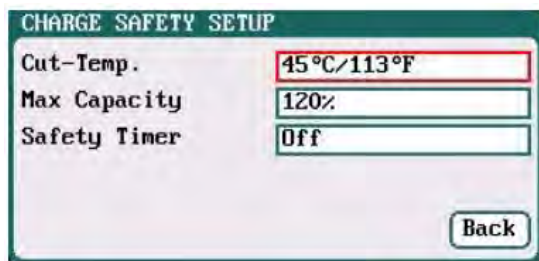 CHARGE SAFETY SETUP
Cut-Temp. 45°C/113°F
Max Capacity 120%
Safety Timer Off
Back